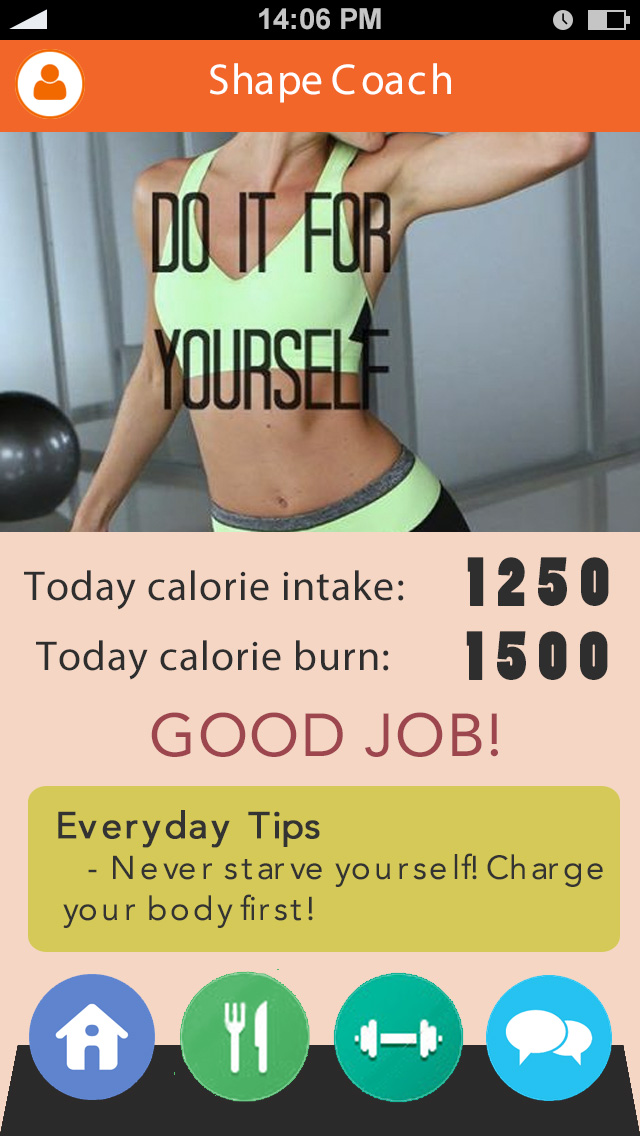 14:06 PM
Shape Coach
DO IT FOR
YOURSELF
Today calorie intake: 1250
Today calorie burn: 1500
GOOD JOB!
Everyday Tips
- Never starve yourself! Charge
your body first!